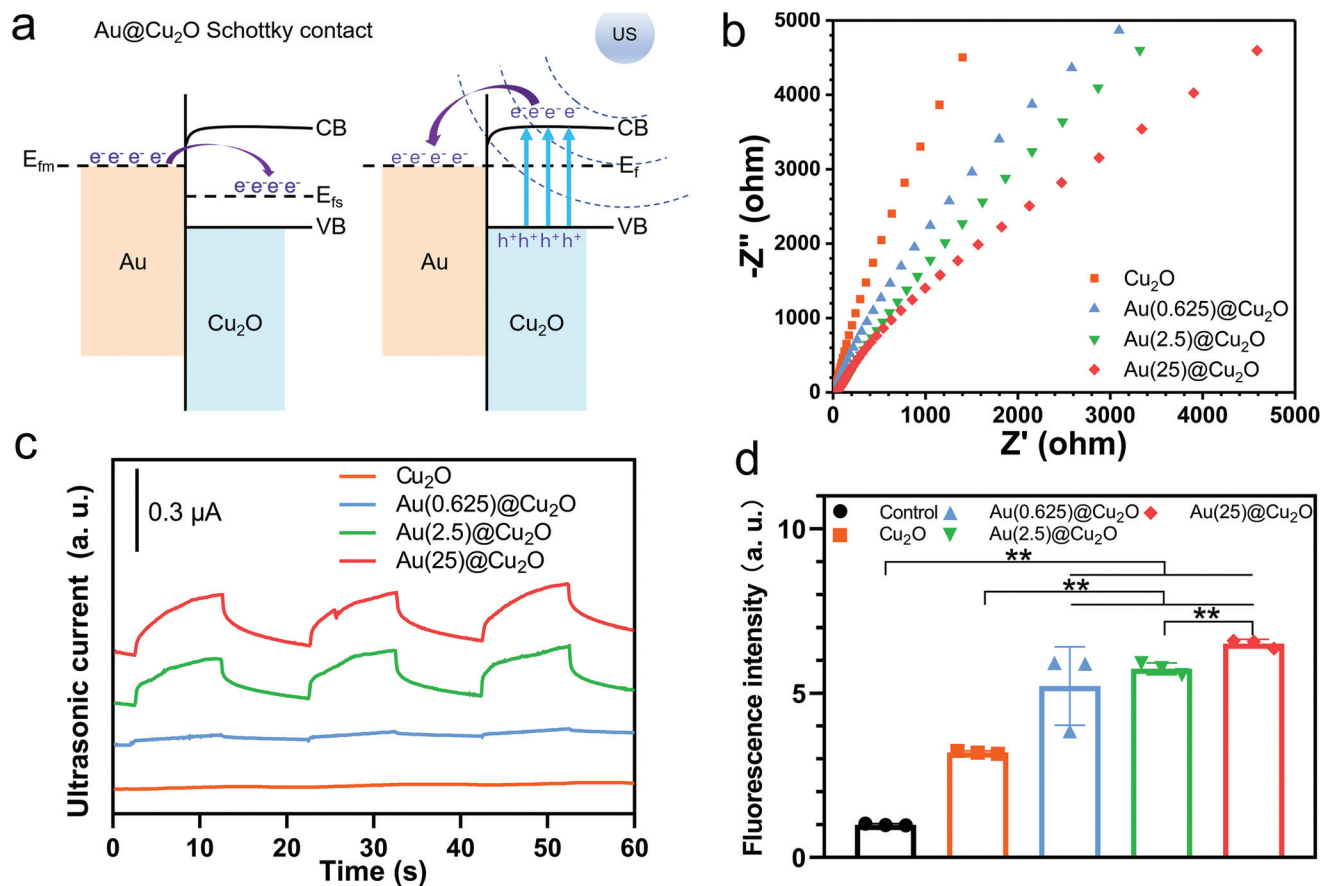 a
Au@Cu₂O Schottky contact
US
CB
Efm
e⁻e⁻e⁻ e⁻
e⁻e⁻e⁻e⁻
Efs
VB
Au
Cu₂O
e⁻e⁻e⁻ e⁻
CB
e⁻e⁻ e⁻ e⁻
Ef
VB
h⁺h⁺h⁺h⁺
Au
Cu₂O
b
5000
4000
3000
2000
1000
0
-Z" (ohm)
Cu₂O
Au(0.625)@Cu₂O
Au(2.5)@Cu₂O
Au(25)@Cu₂O
0 1000 2000 3000 4000 5000
Z' (ohm)
c
0.3 µA
Cu₂O
Au(0.625)@Cu₂O
Au(2.5)@Cu₂O
Au(25)@Cu₂O
Ultrasonic current (a. u.)
0 10 20 30 40 50 60
Time (s)
d
Control Au(0.625)@Cu₂O Au(25)@Cu₂O
Cu₂O Au(2.5)@Cu₂O
10
5
0
Fluorescence intensity (a. u.)
**
**
**